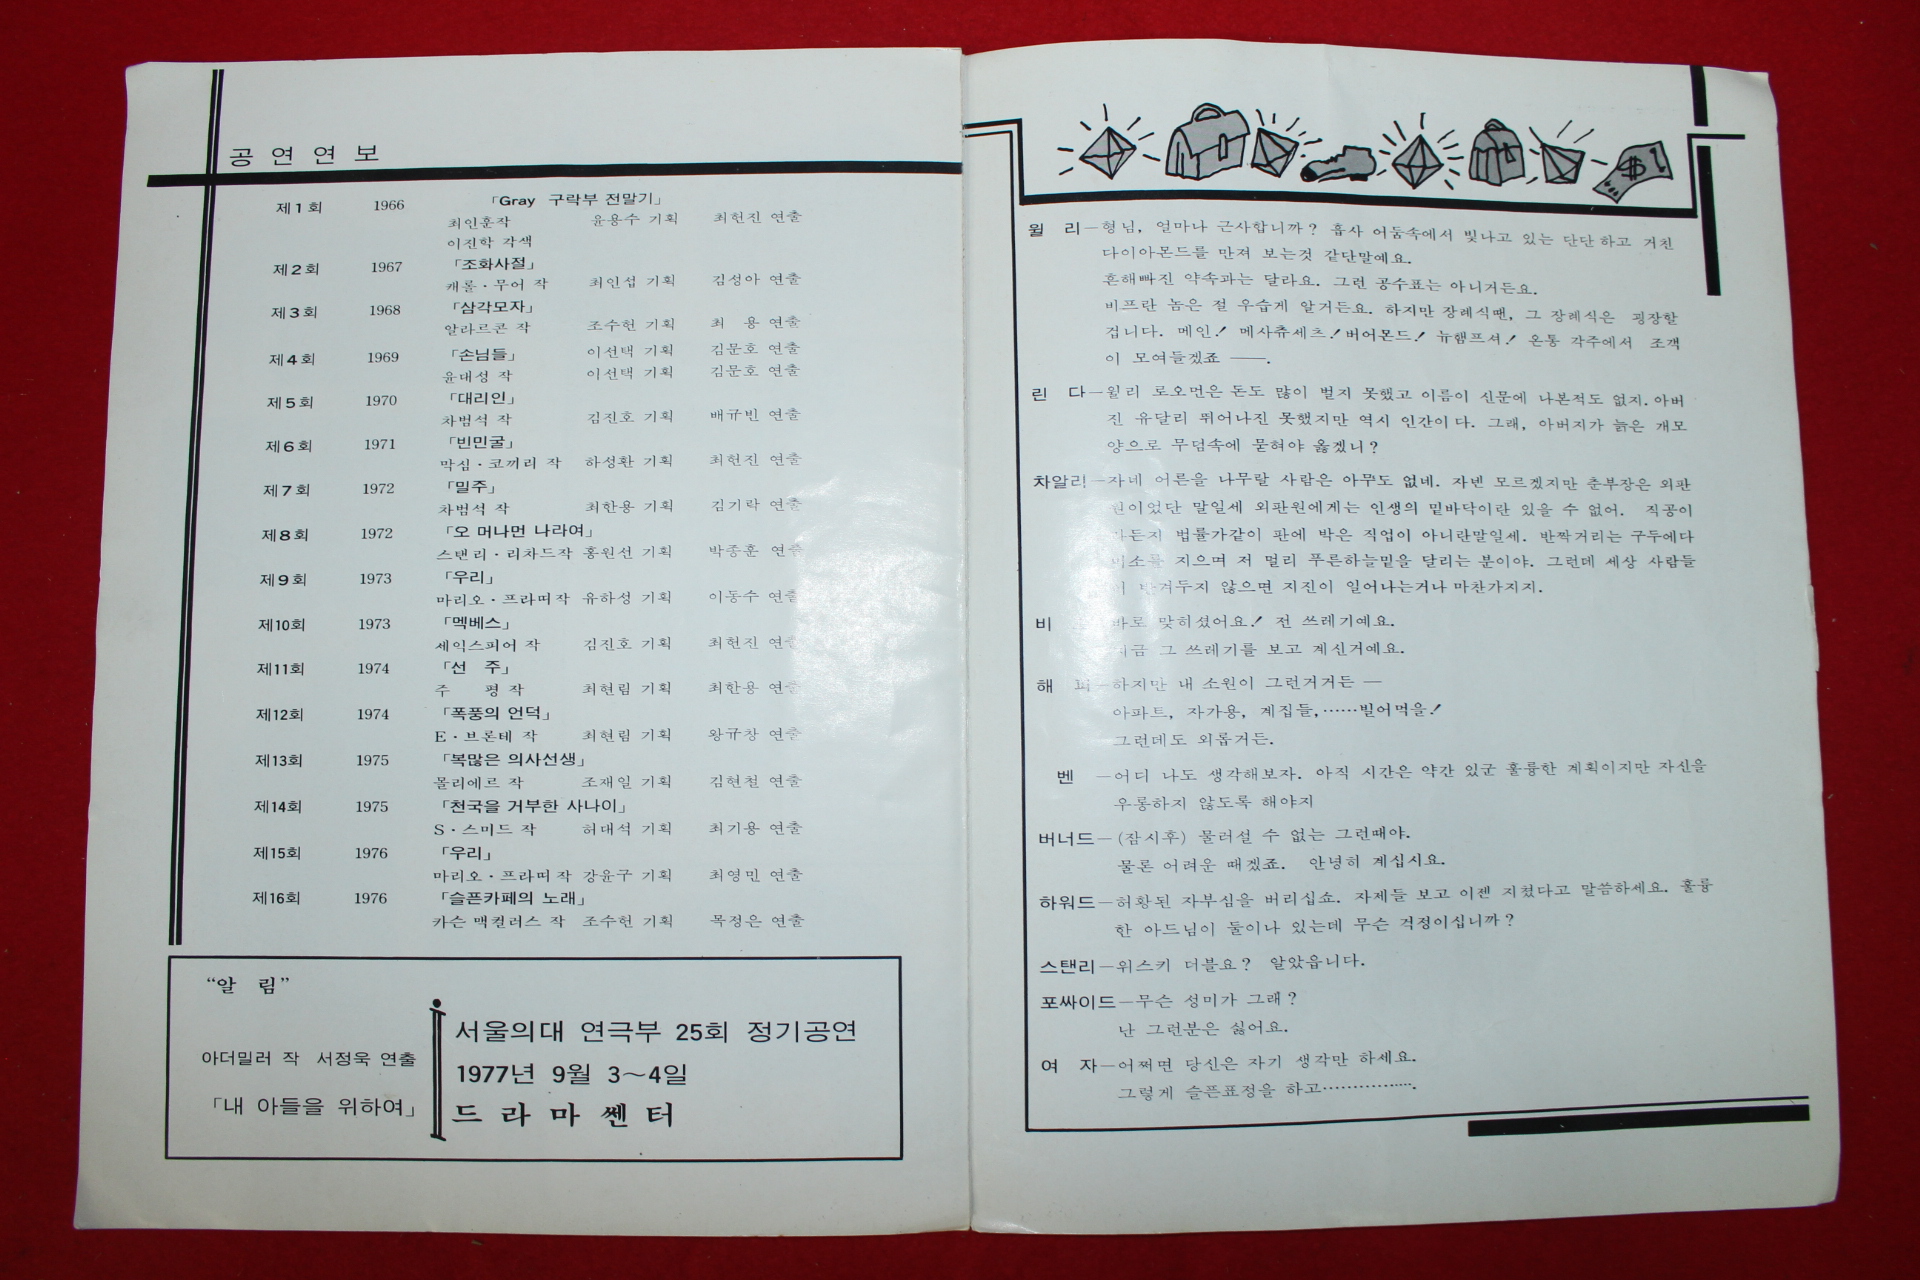 공연연보
제1회 1966 「Gray 구락부 전말기」
최인훈작 윤용수 기획 최헌진 연출
이진학 각색
제2회 1967 「조화사절」
캐롤·무어 작 최인섭 기획 김성아 연출
제3회 1968 「삼각모자」
알라르콘 작 조수헌 기획 최 용 연출
제4회 1969 「손님들」 이선택 기획 김문호 연출
윤대성 작 이선택 기획 김문호 연출
제5회 1970 「대리인」
차범석 작 김진호 기획 배규빈 연출
제6회 1971 「빈민굴」
막심·코끼리 작 하성환 기획 최헌진 연출
제7회 1972 「밀주」
차범석 작 최한용 기획 김기락 연출
제8회 1972 「오 머나먼 나라여」
스탠리·리차드작 홍원선 기획 박종훈 연출
제9회 1973 「우리」
마리오·프라떠작 유하성 기획 이동수 연출
제10회 1973 「멕베스」
세익스피어 작 김진호 기획 최헌진 연출
제11회 1974 「선 주」
주 평 작 최현림 기획 최한용 연출
제12회 1974 「폭풍의 언덕」
E·브론테 작 최현림 기획 왕규창 연출
제13회 1975 「복많은 의사선생」
몰리에르 작 조재일 기획 김현철 연출
제14회 1975 「천국을 거부한 사나이」
S·스미드 작 허대석 기획 최기용 연출
제15회 1976 「우리」
마리오·프라떠 작 강윤구 기획 최영민 연출
제16회 1976 「슬픈카페의 노래」
카슨 맥컬러스 작 조수헌 기획 목정은 연출
“알 림”
아더밀러 작 서정욱 연출
「내 아들을 위하여」
서울의대 연극부 25회 정기공연
1977년 9월 3~4일
드라마쎈터
$
윌 리―형님, 얼마나 근사합니까? 흡사 어둠속에서 빛나고 있는 단단하고 거친
다이아몬드를 만져 보는것 같단말예요.
흔해빠진 약속과는 달라요. 그런 공수표는 아니거든요.
비프란 놈은 절 우습게 알거든요. 하지만 장례식땐, 그 장례식은 굉장할
겁니다. 메인! 메사츄세츠! 버어몬드! 뉴햄프셔! 온통 각주에서 조객
이 모여들겠죠 ――.
린 다―윌리 로오먼은 돈도 많이 벌지 못했고 이름이 신문에 나본적도 없지. 아버
진 유달리 뛰어나진 못했지만 역시 인간이다. 그래, 아버지가 늙은 개모
양으로 무덤속에 묻혀야 옳겠니?
차알리―자네 어른을 나무랄 사람은 아무도 없네. 자벤 모르겠지만 춘부장은 외판
원이었단 말일세 외판원에게는 인생의 밑바닥이란 있을 수 없어. 직공이
라든지 법률가같이 판에 박은 직업이 아니란말일세. 반짝거리는 구두에다
미소를 지으며 저 멀리 푸른하늘밑을 달리는 분이야. 그런데 세상 사람들
이 반겨두지 않으면 지진이 일어나는거나 마찬가지지.
비 바로 맞히셨어요! 전 쓰레기예요.
지금 그 쓰레기를 보고 계신거예요.
해 피―하지만 내 소원이 그런거거든 ―
아파트, 자가용, 계집들,……빌어먹을!
그런데도 외롭거든.
벤 ―어디 나도 생각해보자. 아직 시간은 약간 있군 훌륭한 계획이지만 자신을
우롱하지 않도록 해야지
버너드―(잠시후) 물러설 수 없는 그런때야.
물론 어려운 때겠죠. 안녕히 계십시요.
하워드―허황된 자부심을 버리십쇼. 자제들 보고 이젠 지쳤다고 말씀하세요. 훌륭
한 아드님이 둘이나 있는데 무슨 걱정이십니까?
스탠리―위스키 더블요? 알았읍니다.
포싸이드―무슨 성미가 그래?
난 그런분은 싫어요.
여 자―어쩌면 당신은 자기 생각만 하세요.
그렇게 슬픈표정을 하고…………….